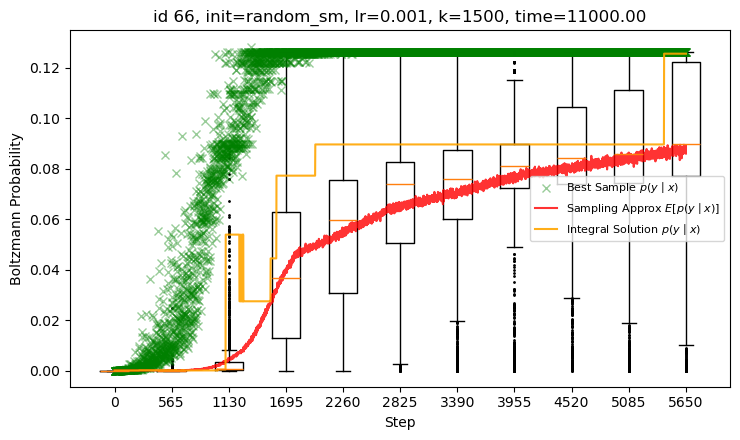 id 66, init=random_sm, lr=0.001, k=1500, time=11000.00
Boltzmann Probability
0.12
0.10
0.08
0.06
0.04
0.02
0.00
Best Sample p(y | x)
Sampling Approx E[p(y | x)]
Integral Solution p(y | x)
0 565 1130 1695 2260 2825 3390 3955 4520 5085 5650
Step